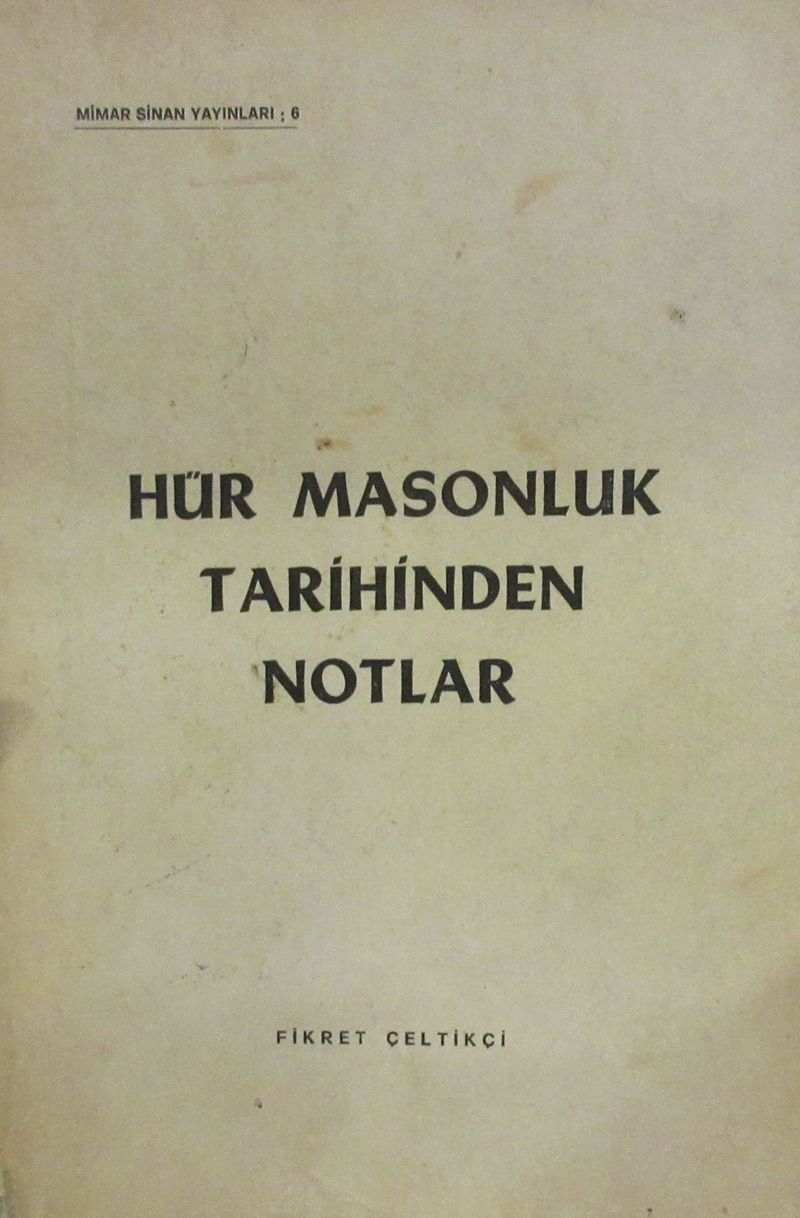 MİMAR SİNAN YAYINLARI ; 6
HÜR MASONLUK
TARİHİNDEN
NOTLAR
FİKRET ÇELTİKÇİ